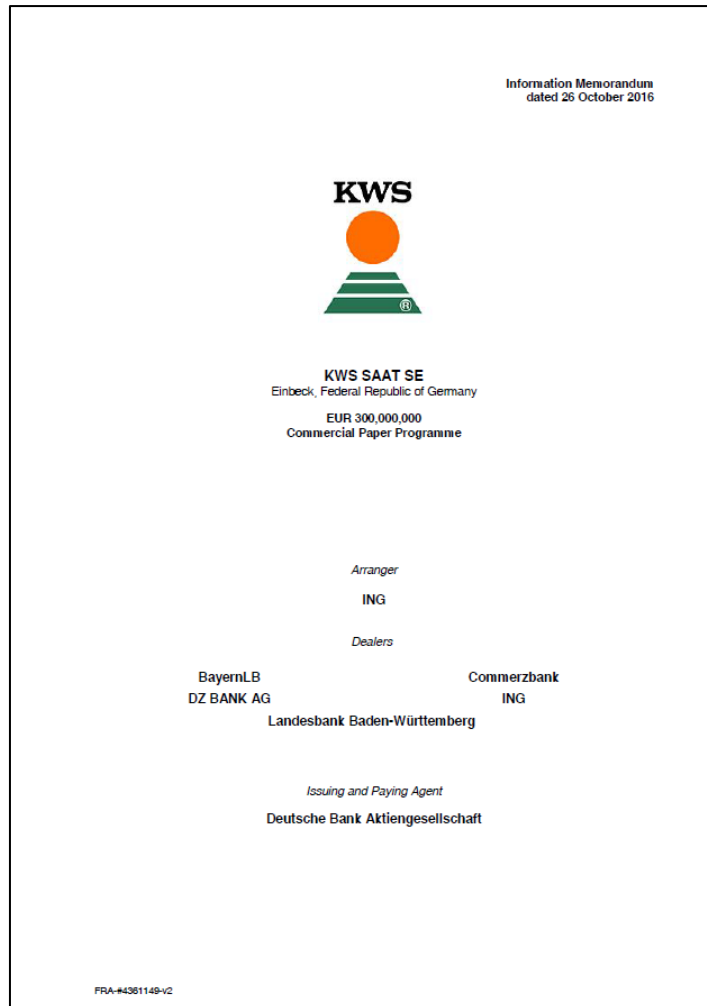 Information Memorandum
dated 26 October 2016
KWS
®
KWS SAAT SE
Einbeck, Federal Republic of Germany
EUR 300,000,000
Commercial Paper Programme
Arranger
ING
Dealers
BayernLB Commerzbank
DZ BANK AG ING
Landesbank Baden-Württemberg
Issuing and Paying Agent
Deutsche Bank Aktiengesellschaft
FRA-#4361149-v2